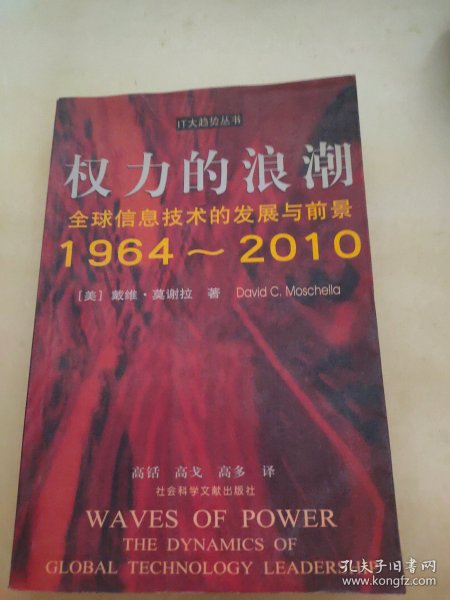 IT大趋势丛书
权力的浪潮
全球信息技术的发展与前景
1964～2010
[美] 戴维·莫谢拉 著 David C. Moschella
高铦 高戈 高多 译
社会科学文献出版社
WAVES OF POWER
THE DYNAMICS OF
GLOBAL TECHNOLOGY LEADERSHIP
孔夫子旧书网
www.kongfz.com